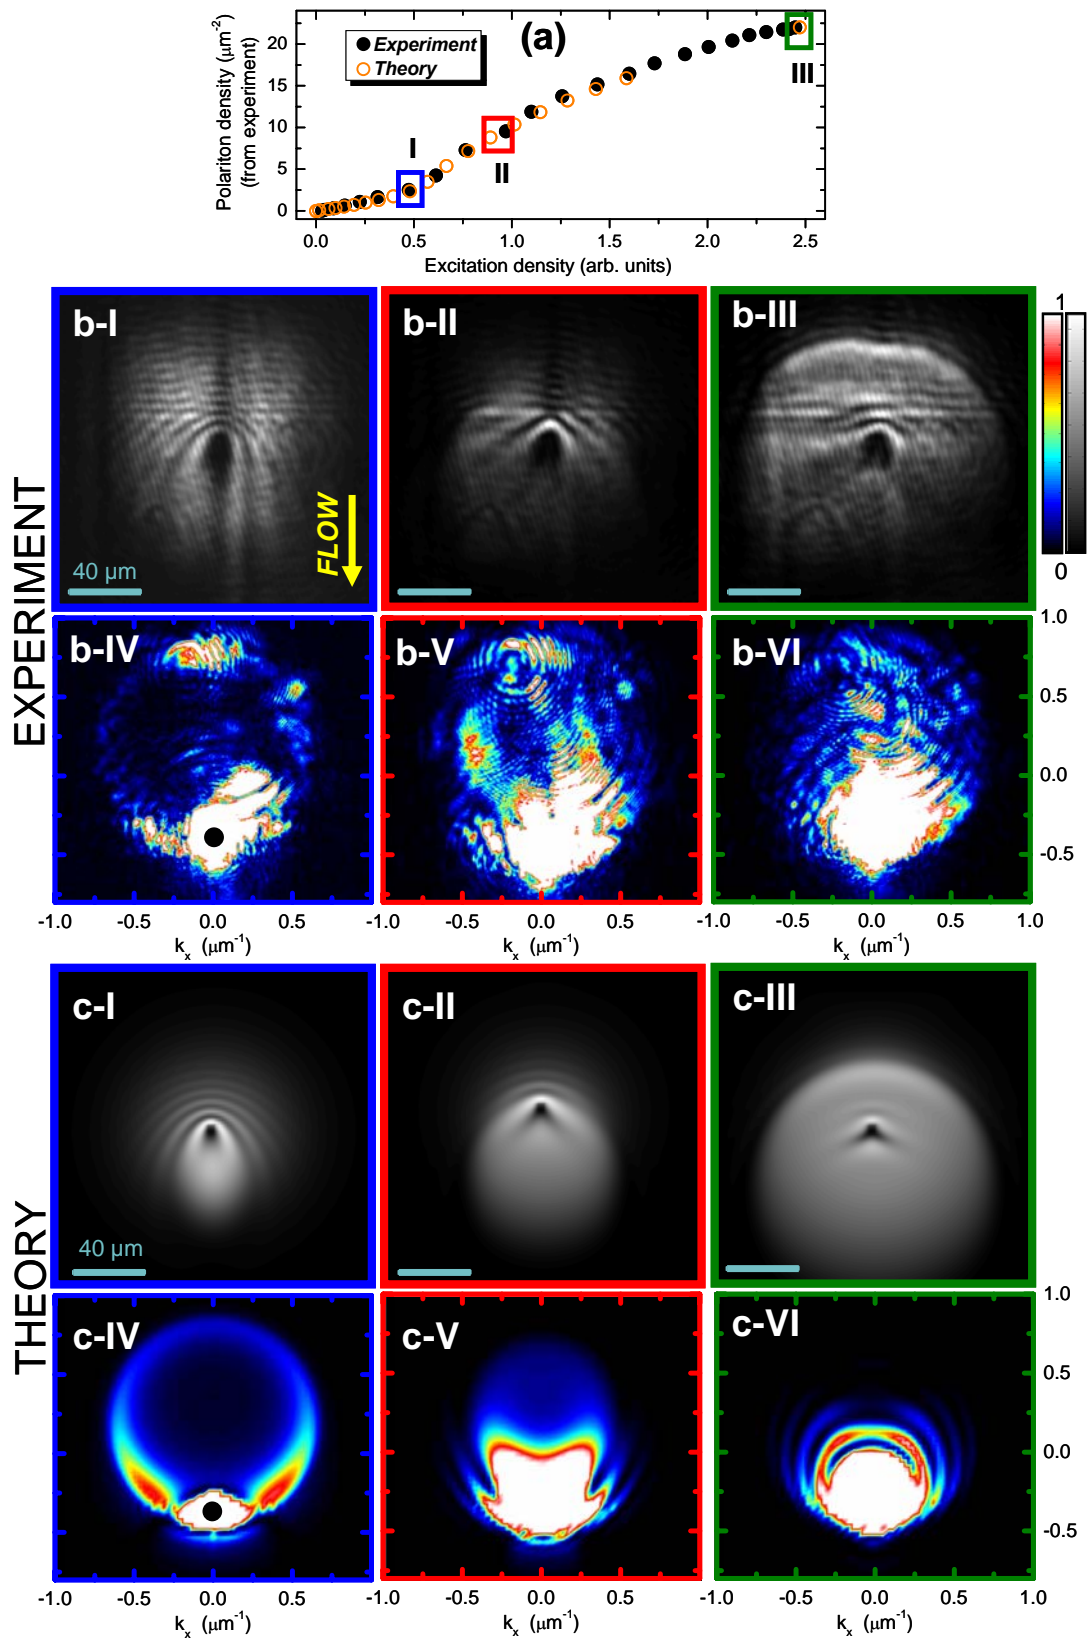 (a)
Polariton density (μm⁻²)
(from experiment)
20
15
10
5
0
Experiment
Theory
I
II
III
0.0 0.5 1.0 1.5 2.0 2.5
Excitation density (arb. units)
EXPERIMENT
b-I
b-II
b-III
FLOW
40 μm
1
0
b-IV
b-V
b-VI
1.0
0.5
0.0
-0.5
-1.0 -0.5 0.0 0.5 -1.0 -0.5 0.0 0.5 -1.0 -0.5 0.0 0.5 1.0
kₓ (μm⁻¹) kₓ (μm⁻¹) kₓ (μm⁻¹)
THEORY
c-I
c-II
c-III
40 μm
c-IV
c-V
c-VI
1.0
0.5
0.0
-0.5
-1.0 -0.5 0.0 0.5 -1.0 -0.5 0.0 0.5 -1.0 -0.5 0.0 0.5 1.0
kₓ (μm⁻¹) kₓ (μm⁻¹) kₓ (μm⁻¹)